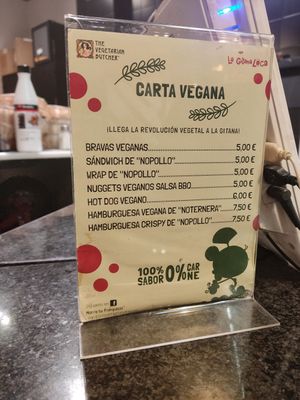 THE
VEGETARIAN
BUTCHER
La Gitana Loca
CARTA VEGANA
¡LLEGA LA REVOLUCIÓN VEGETAL A LA GITANA!
BRAVAS VEGANAS 5,00 €
SÁNDWICH DE "NOPOLLO" 5,00 €
WRAP DE "NOPOLLO" 5,00 €
NUGGETS VEGANOS SALSA BBQ 5,00 €
HOT DOG VEGANO 6,00 €
HAMBURGUESA VEGANA DE "NOTERNERA" 7,50 €
HAMBURGUESA CRISPY DE "NOPOLLO" 7,50 €
100% SABOR 0% CAR ONE